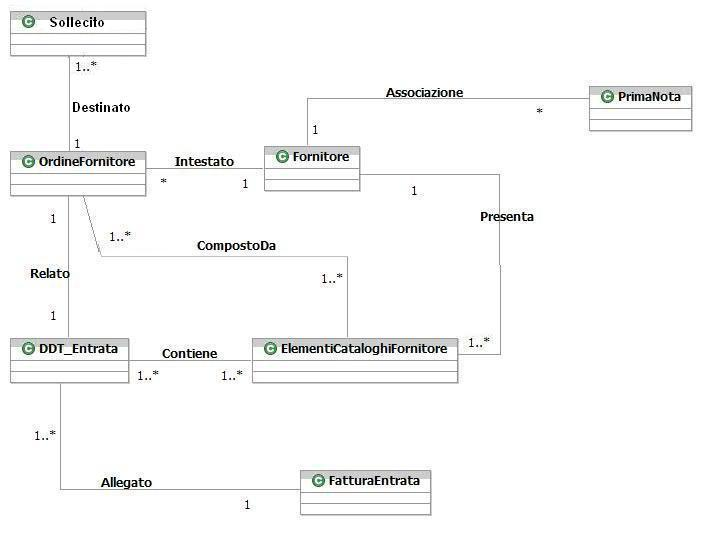 C Sollecito
1..*
Associazione
C PrimaNota
*
Destinato
1
1
C OrdineFornitore
Intestato
C Fornitore
*
1
1
1
Presenta
1..*
CompostoDa
Relato
1..*
1
C DDT_Entrata
Contiene
C ElementiCataloghiFornitore
1..*
1..*
1..*
1..*
Allegato
C FatturaEntrata
1